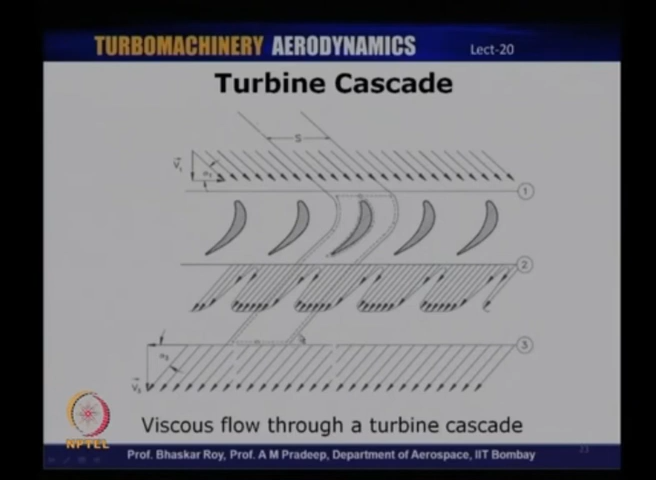 TURBOMACHINERY AERODYNAMICS Lect-20
Turbine Cascade
S
1
2
3
Viscous flow through a turbine cascade
NPTEL
Prof. Bhaskar Roy, Prof. A M Pradeep, Department of Aerospace, IIT Bombay
23